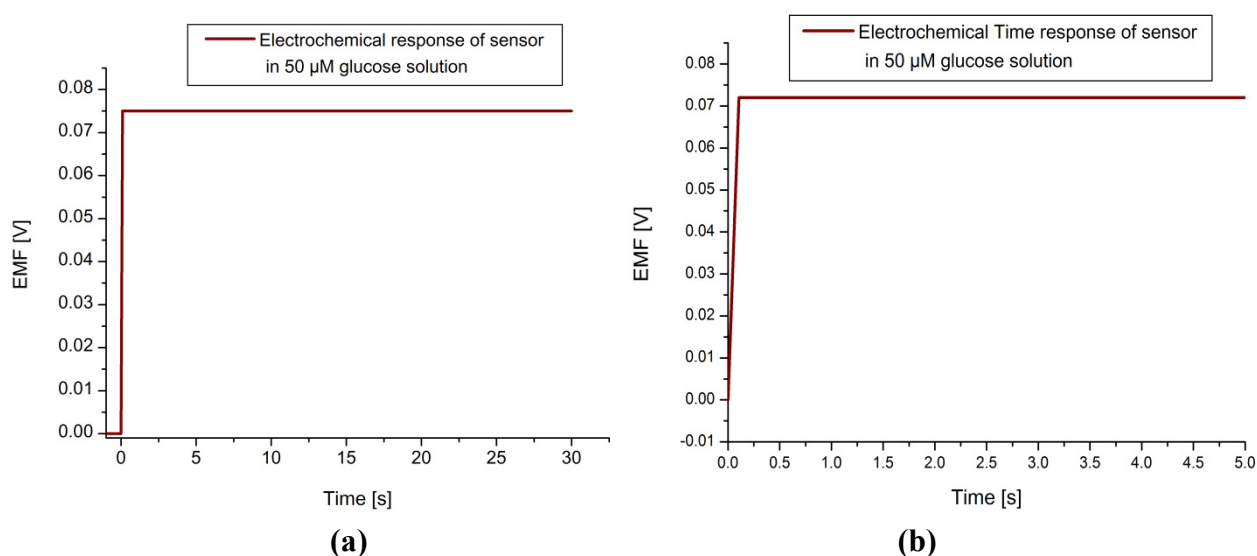 Electrochemical response of sensor
in 50 µM glucose solution
0.08
0.07
0.06
0.05
0.04
0.03
0.02
0.01
0.00
EMF [V]
0 5 10 15 20 25 30
Time [s]
(a)
Electrochemical Time response of sensor
in 50 µM glucose solution
0.08
0.07
0.06
0.05
0.04
0.03
0.02
0.01
0.00
-0.01
EMF [V]
0.0 0.5 1.0 1.5 2.0 2.5 3.0 3.5 4.0 4.5 5.0
Time [s]
(b)